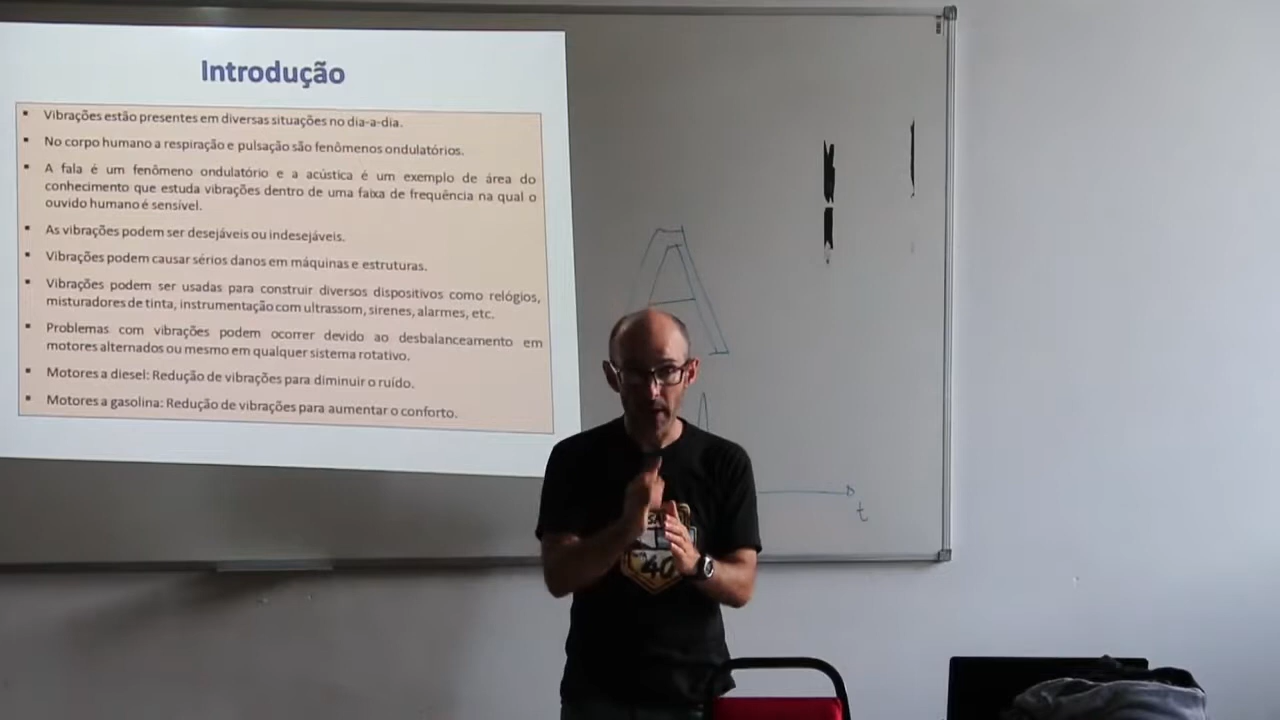 Introdução
▪ Vibrações estão presentes em diversas situações no dia-a-dia.
▪ No corpo humano a respiração e pulsação são fenômenos ondulatórios.
▪ A fala é um fenômeno ondulatório e a acústica é um exemplo de área do
conhecimento que estuda vibrações dentro de uma faixa de frequência na qual o
ouvido humano é sensível.
▪ As vibrações podem ser desejáveis ou indesejáveis.
▪ Vibrações podem causar sérios danos em máquinas e estruturas.
▪ Vibrações podem ser usadas para construir diversos dispositivos como relógios,
misturadores de tinta, instrumentação com ultrassom, sirenes, alarmes, etc.
▪ Problemas com vibrações podem ocorrer devido ao desbalanceamento em
motores alternados ou mesmo em qualquer sistema rotativo.
▪ Motores a diesel: Redução de vibrações para diminuir o ruído.
▪ Motores a gasolina: Redução de vibrações para aumentar o conforto.
A
t
40